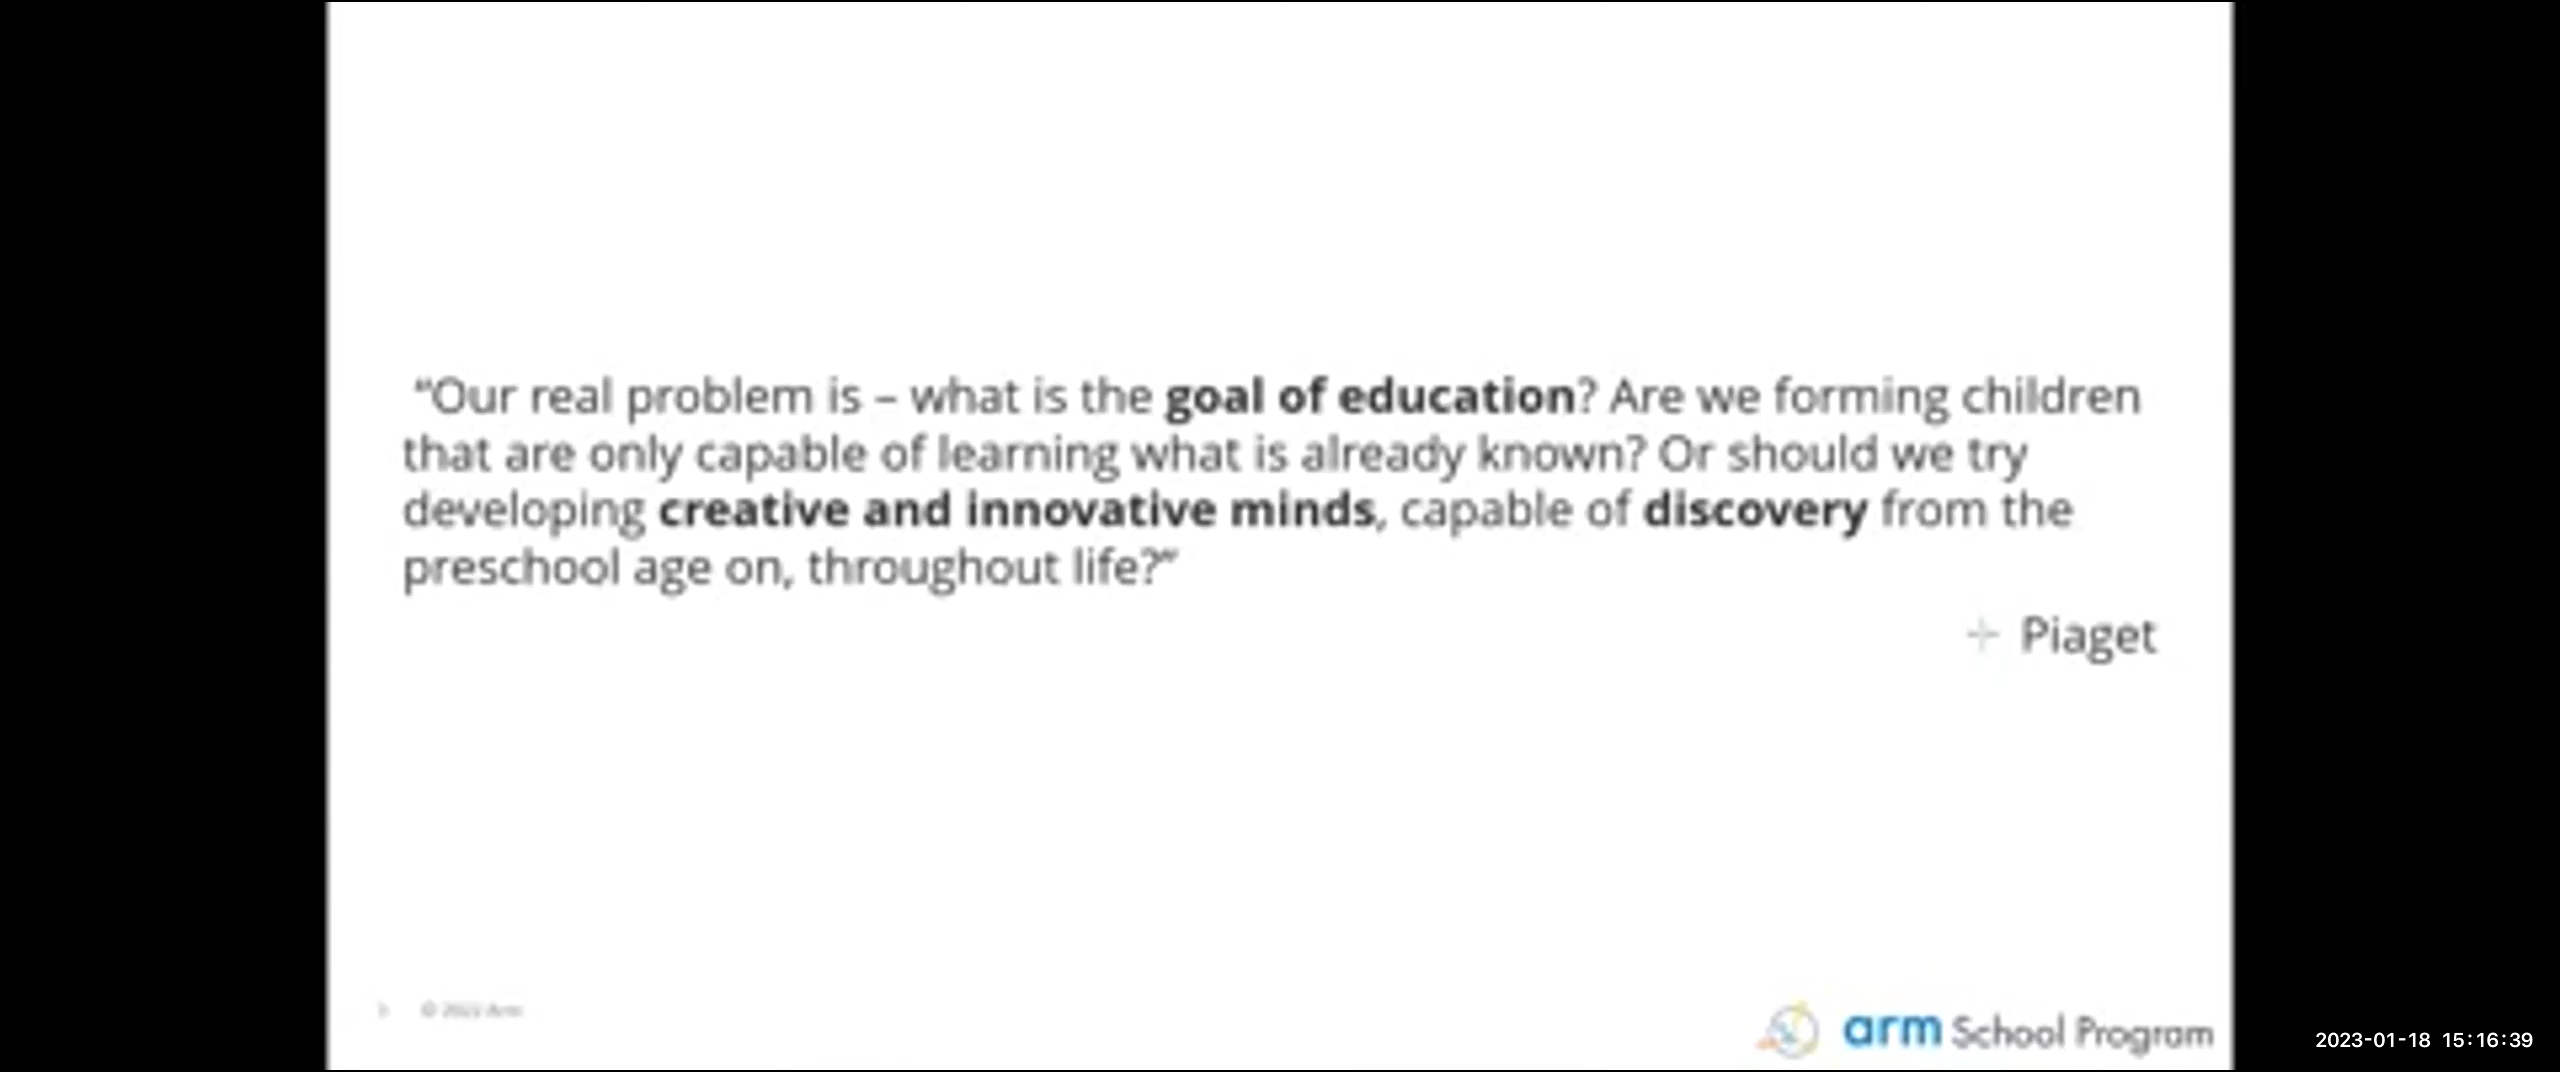 “Our real problem is – what is the goal of education? Are we forming children
that are only capable of learning what is already known? Or should we try
developing creative and innovative minds, capable of discovery from the
preschool age on, throughout life?”
+ Piaget
© 2022 Arm
arm School Program
2023-01-18 15:16:39